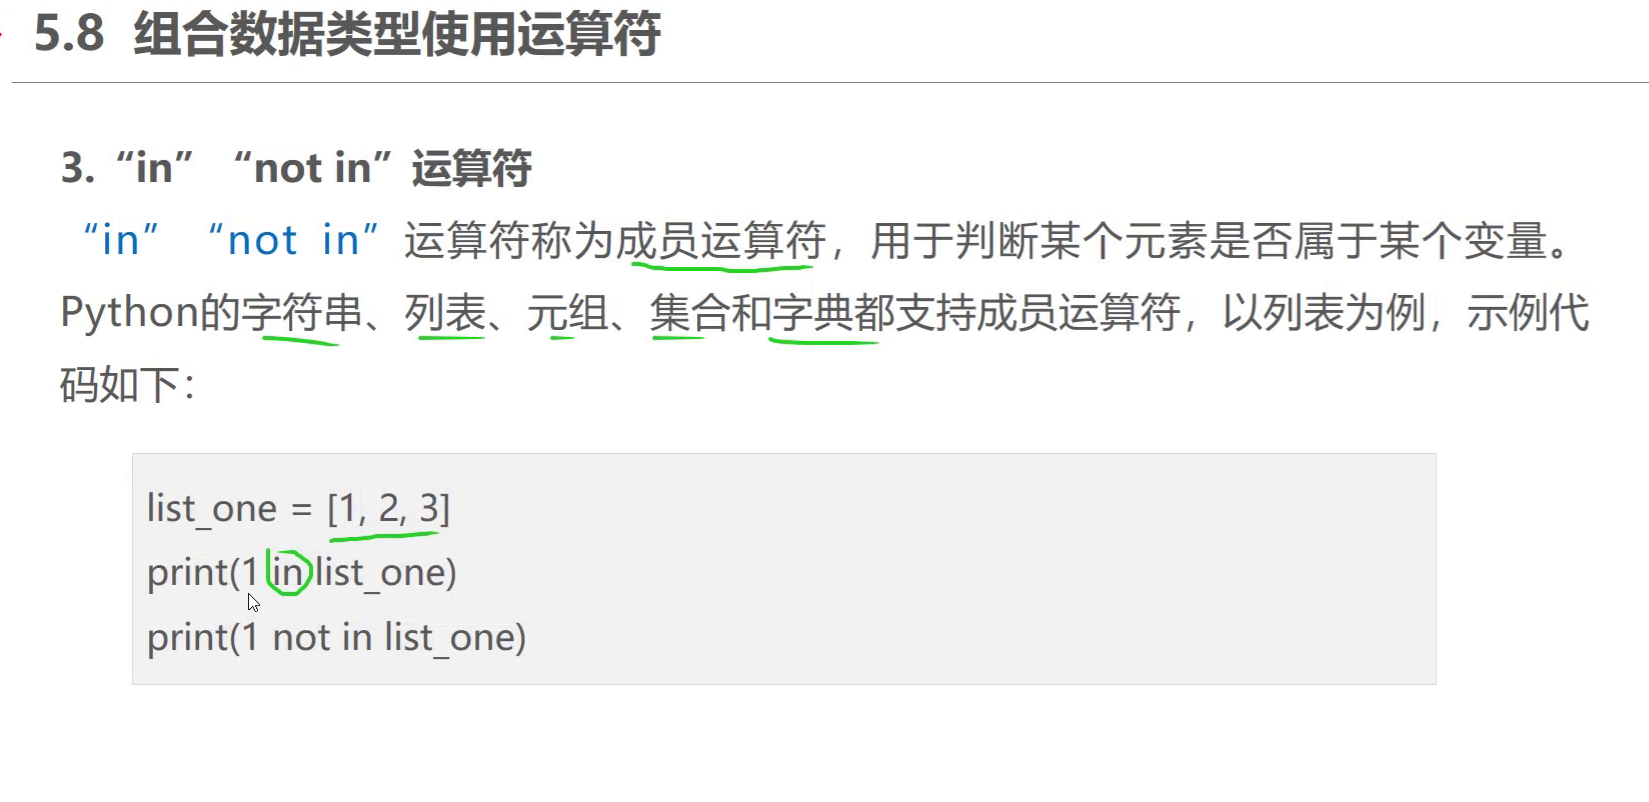 5.8 组合数据类型使用运算符
3. “in” “not in” 运算符
“in” “not in” 运算符称为成员运算符，用于判断某个元素是否属于某个变量。
Python的字符串、列表、元组、集合和字典都支持成员运算符，以列表为例，示例代
码如下：
list_one = [1, 2, 3]
print(1 in list_one)
print(1 not in list_one)